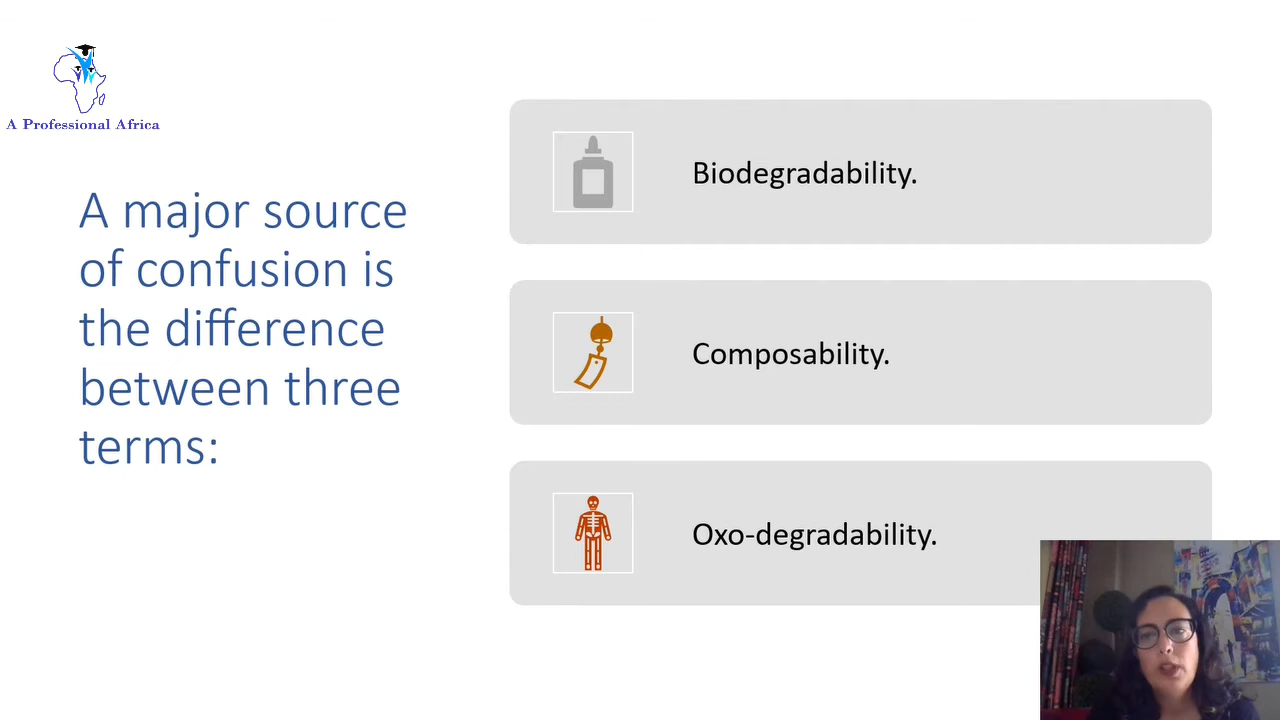 A Professional Africa
A major source
of confusion is
the difference
between three
terms:
Biodegradability.
Composability.
Oxo-degradability.